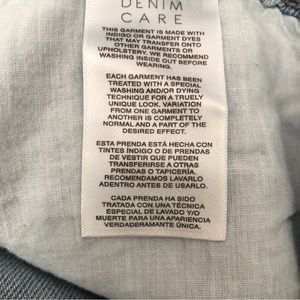 DENIM
CARE
THIS GARMENT IS MADE WITH
INDIGO OR GARMENT DYES
THAT MAY TRANSFER ONTO
OTHER GARMENTS OR
UPHOLSTERY. WE RECOMMEND
WASHING INSIDE OUT BEFORE
WEARING.
EACH GARMENT HAS BEEN
TREATED WITH A SPECIAL
WASHING AND/OR DYING
TECHNIQUE FOR A TRUELY
UNIQUE LOOK. VARIATION
FROM ONE GARMENT TO
ANOTHER IS COMPLETELY
NORMAL AND A PART OF THE
DESIRED EFFECT.
ESTA PRENDA ESTÁ HECHA CON
TINTES ÍNDIGO O DE PRENDAS
DE VESTIR QUE PUEDEN
TRANSFERIRSE A OTRAS
PRENDAS O TAPICERÍA.
RECOMENDAMOS LAVARLO
ADENTRO ANTES DE USARLO.
CADA PRENDA HA SIDO
TRATADA CON UNA TÉCNICA
ESPECIAL DE LAVADO Y/O
MUERTE PARA UNA APARIENCIA
VERDADERAMENTE ÚNICA.